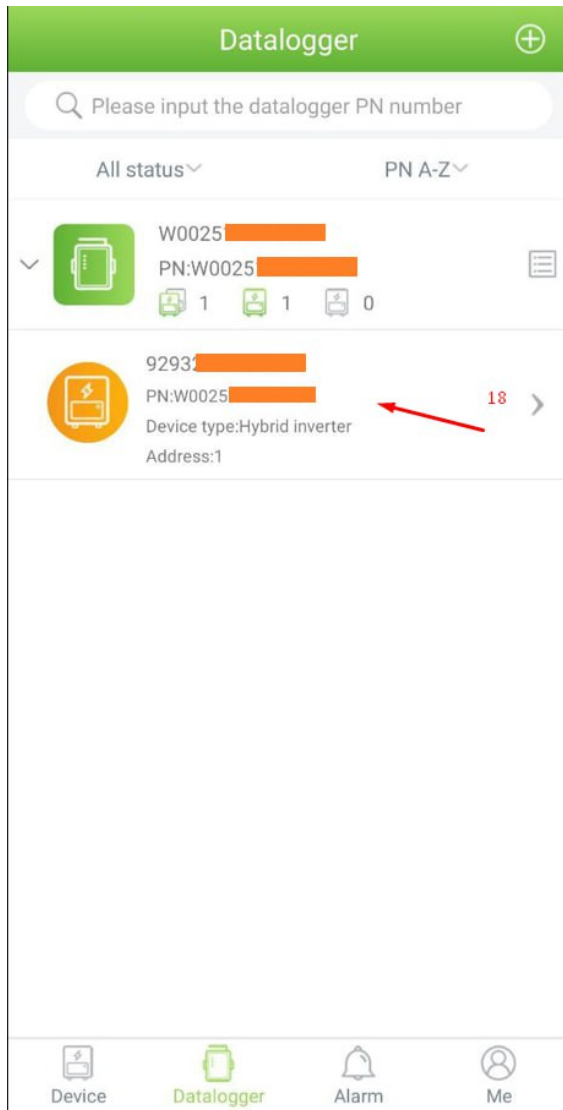 Datalogger
Please input the datalogger PN number
All status PN A-Z
W0025
PN:W0025
1 1 0
9293
PN:W0025
18
Device type:Hybrid inverter
Address:1
Device Datalogger Alarm Me